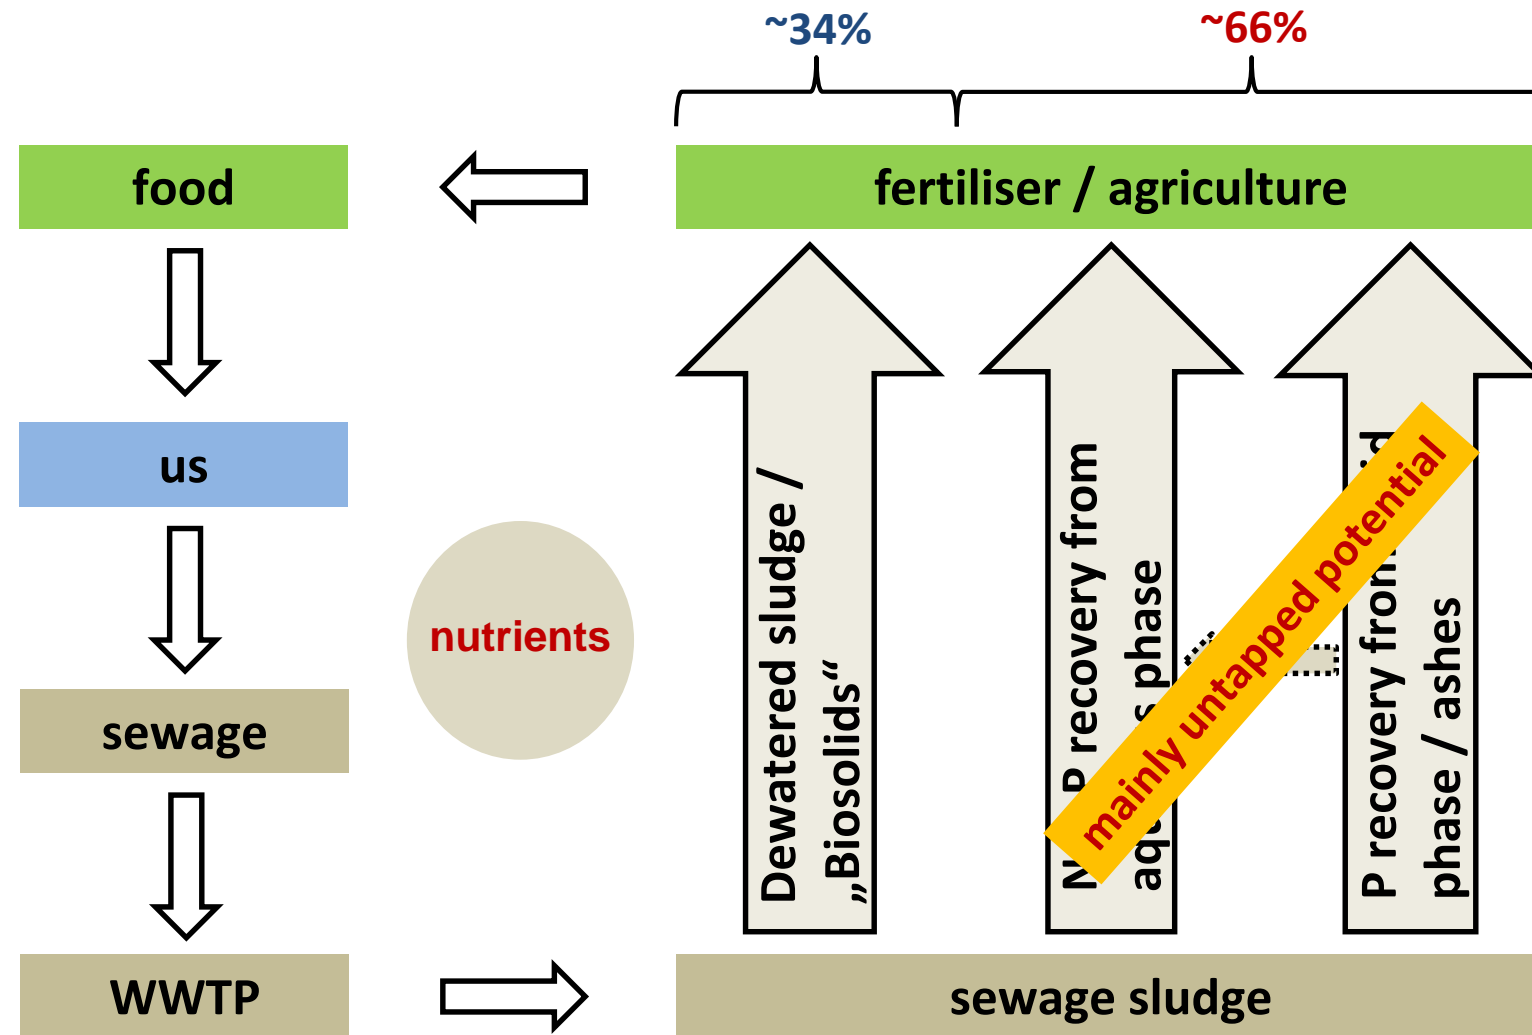 ~34%
~66%
food
fertiliser / agriculture
us
nutrients
sewage
WWTP
sewage sludge
Dewatered sludge /
„Biosolids“
P recovery from
phase
P recovery from
phase / ashes
mainly untapped potential